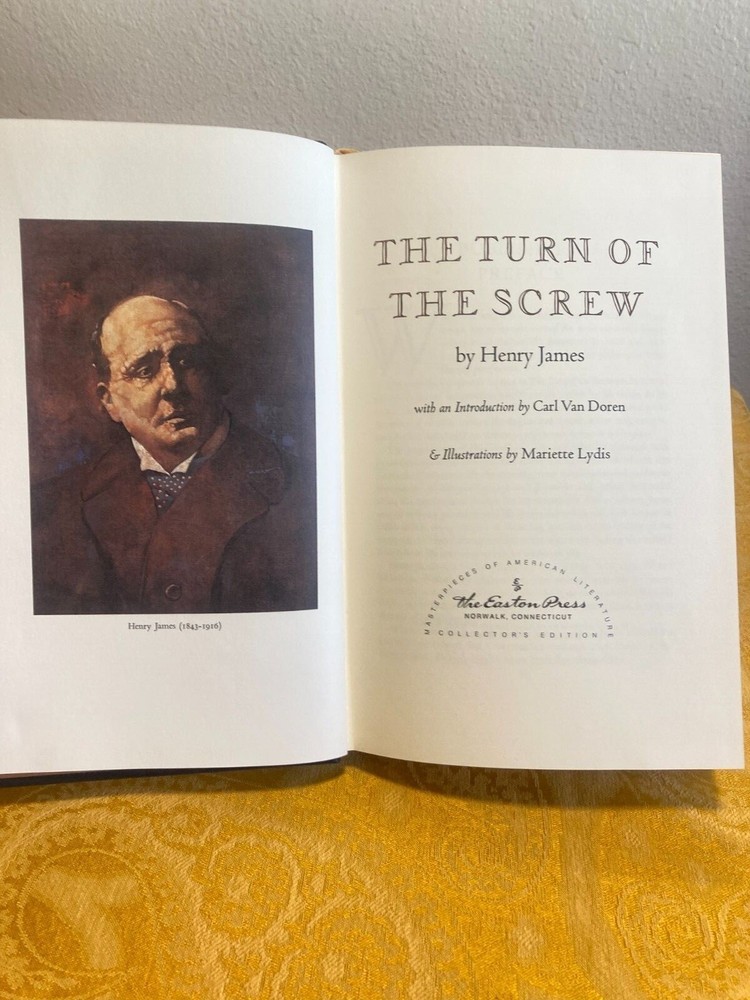 Henry James (1843-1916)
THE TURN OF
THE SCREW
by Henry James
with an Introduction by Carl Van Doren
& Illustrations by Mariette Lydis
MASTERPIECES OF AMERICAN LITERATURE
The Easton Press
NORWALK, CONNECTICUT
COLLECTOR'S EDITION